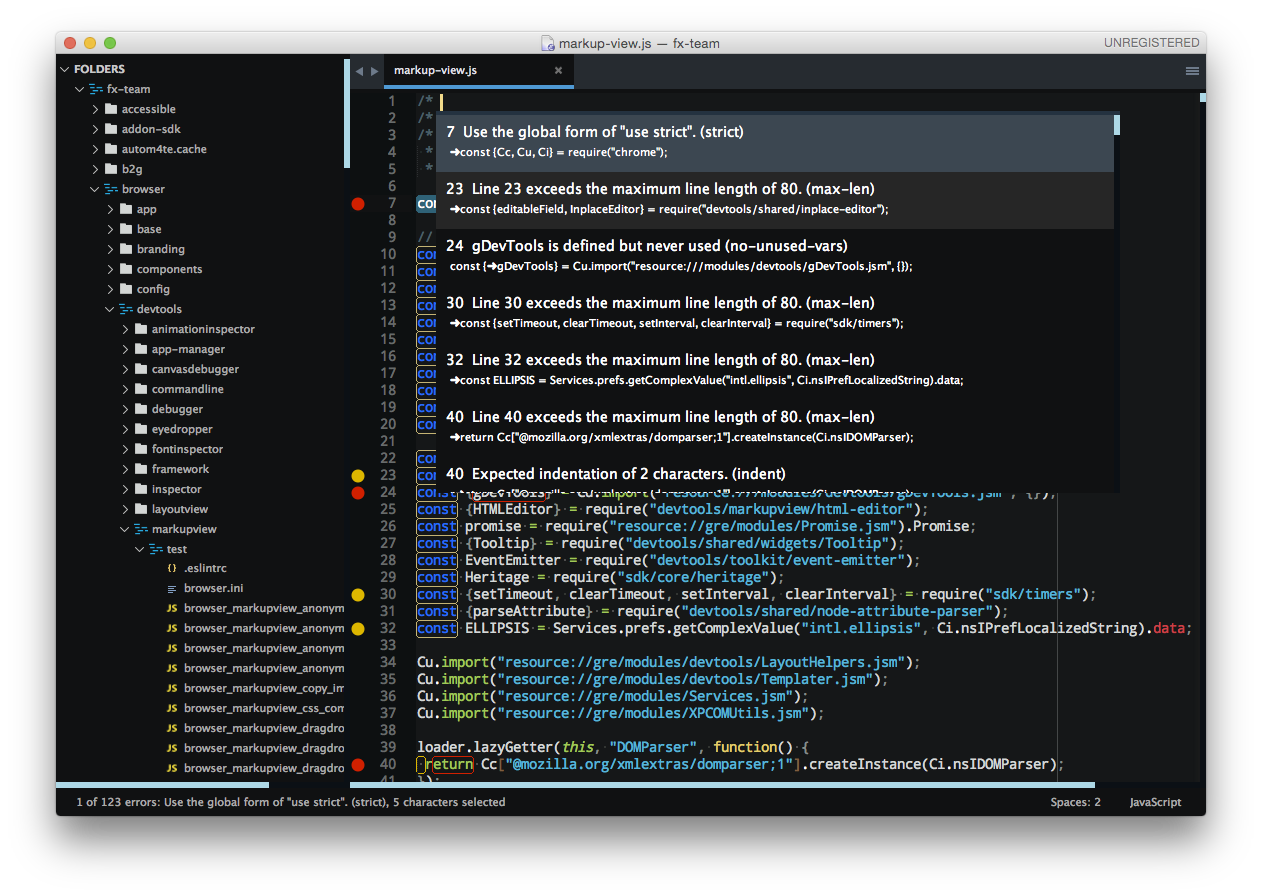 markup-view.js — fx-team
UNREGISTERED
FOLDERS
fx-team
accessible
addon-sdk
autom4te.cache
b2g
browser
app
base
branding
components
config
devtools
animationinspector
app-manager
canvasdebugger
commandline
debugger
eyedropper
fontinspector
framework
inspector
layoutview
markupview
test
{} .eslintrc
browser.ini
JS browser_markupview_anonym
JS browser_markupview_anonym
JS browser_markupview_anonym
JS browser_markupview_anonym
JS browser_markupview_copy_im
JS browser_markupview_css_com
JS browser_markupview_dragdro
JS browser_markupview_dragdro
JS browser_markupview_dragdro
markup-view.js ×
1 /*
2 /*
3 /*
4 *
5 *
6
7 con
8
9 //
10 con
11 con
12 con
13 con
14 con
15 con
16 con
17 con
18 con
19 con
20 con
21
22 con
23 con
7 Use the global form of "use strict". (strict)
➜const {Cc, Cu, Ci} = require("chrome");
23 Line 23 exceeds the maximum line length of 80. (max-len)
➜const {editableField, InplaceEditor} = require("devtools/shared/inplace-editor");
24 gDevTools is defined but never used (no-unused-vars)
const {➜gDevTools} = Cu.import("resource:///modules/devtools/gDevTools.jsm", {});
30 Line 30 exceeds the maximum line length of 80. (max-len)
➜const {setTimeout, clearTimeout, setInterval, clearInterval} = require("sdk/timers");
32 Line 32 exceeds the maximum line length of 80. (max-len)
➜const ELLIPSIS = Services.prefs.getComplexValue("intl.ellipsis", Ci.nsIPrefLocalizedString).data;
40 Line 40 exceeds the maximum line length of 80. (max-len)
➜return Cc["@mozilla.org/xmlextras/domparser;1"].createInstance(Ci.nsIDOMParser);
40 Expected indentation of 2 characters. (indent)
24 const {gDevTools} = Cu.import("resource:///modules/devtools/gDevTools.jsm", {});
25 const {HTMLEditor} = require("devtools/markupview/html-editor");
26 const promise = require("resource://gre/modules/Promise.jsm").Promise;
27 const {Tooltip} = require("devtools/shared/widgets/Tooltip");
28 const EventEmitter = require("devtools/toolkit/event-emitter");
29 const Heritage = require("sdk/core/heritage");
30 const {setTimeout, clearTimeout, setInterval, clearInterval} = require("sdk/timers");
31 const {parseAttribute} = require("devtools/shared/node-attribute-parser");
32 const ELLIPSIS = Services.prefs.getComplexValue("intl.ellipsis", Ci.nsIPrefLocalizedString).data;
33
34 Cu.import("resource://gre/modules/devtools/LayoutHelpers.jsm");
35 Cu.import("resource://gre/modules/devtools/Templater.jsm");
36 Cu.import("resource://gre/modules/Services.jsm");
37 Cu.import("resource://gre/modules/XPCOMUtils.jsm");
38
39 loader.lazyGetter(this, "DOMParser", function() {
40 return Cc["@mozilla.org/xmlextras/domparser;1"].createInstance(Ci.nsIDOMParser);
41 });
1 of 123 errors: Use the global form of "use strict". (strict), 5 characters selected
Spaces: 2
JavaScript